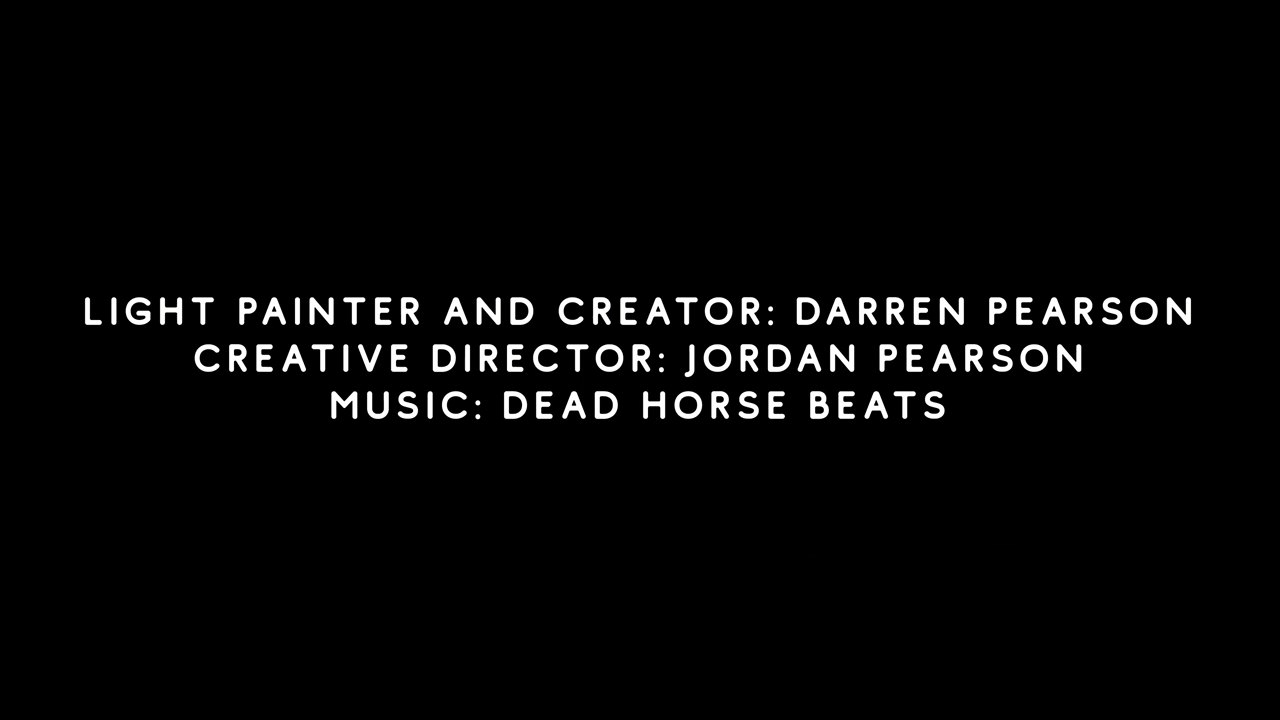 LIGHT PAINTER AND CREATOR: DARREN PEARSON
CREATIVE DIRECTOR: JORDAN PEARSON
MUSIC: DEAD HORSE BEATS